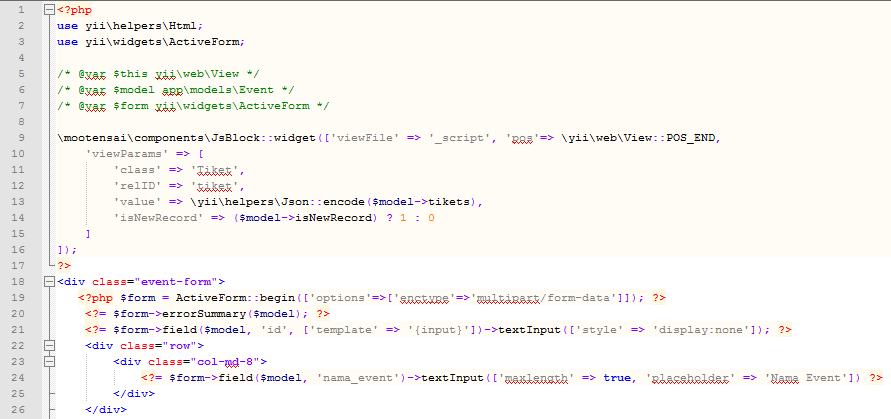 1 <?php
2 use yii\helpers\Html;
3 use yii\widgets\ActiveForm;
4
5 /* @var $this yii\web\View */
6 /* @var $model app\models\Event */
7 /* @var $form yii\widgets\ActiveForm */
8
9 \mootensai\components\JsBlock::widget(['viewFile' => '_script', 'pos'=> \yii\web\View::POS_END,
10     'viewParams' => [
11         'class' => 'Tiket',
12         'relID' => 'tiket',
13         'value' => \yii\helpers\Json::encode($model->tikets),
14         'isNewRecord' => ($model->isNewRecord) ? 1 : 0
15     ]
16 ]);
17 ?>
18 <div class="event-form">
19    <?php $form = ActiveForm::begin(['options'=>['enctype'=>'multipart/form-data']]); ?>
20     <?= $form->errorSummary($model); ?>
21     <?= $form->field($model, 'id', ['template' => '{input}'])->textInput(['style' => 'display:none']); ?>
22     <div class="row">
23         <div class="col-md-8">
24             <?= $form->field($model, 'nama_event')->textInput(['maxlength' => true, 'placeholder' => 'Nama Event']) ?>
25         </div>
26     </div>